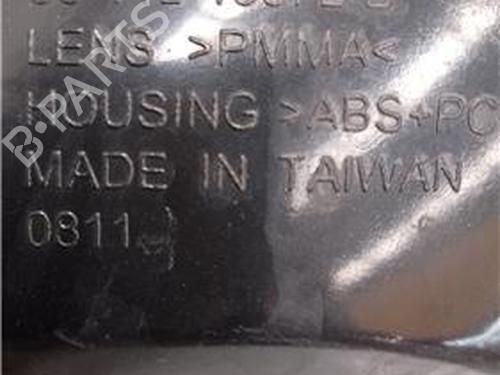 LENS >PMMA<
HOUSING >ABS+PC
MADE IN TAIWAN
0811
B-PARTS